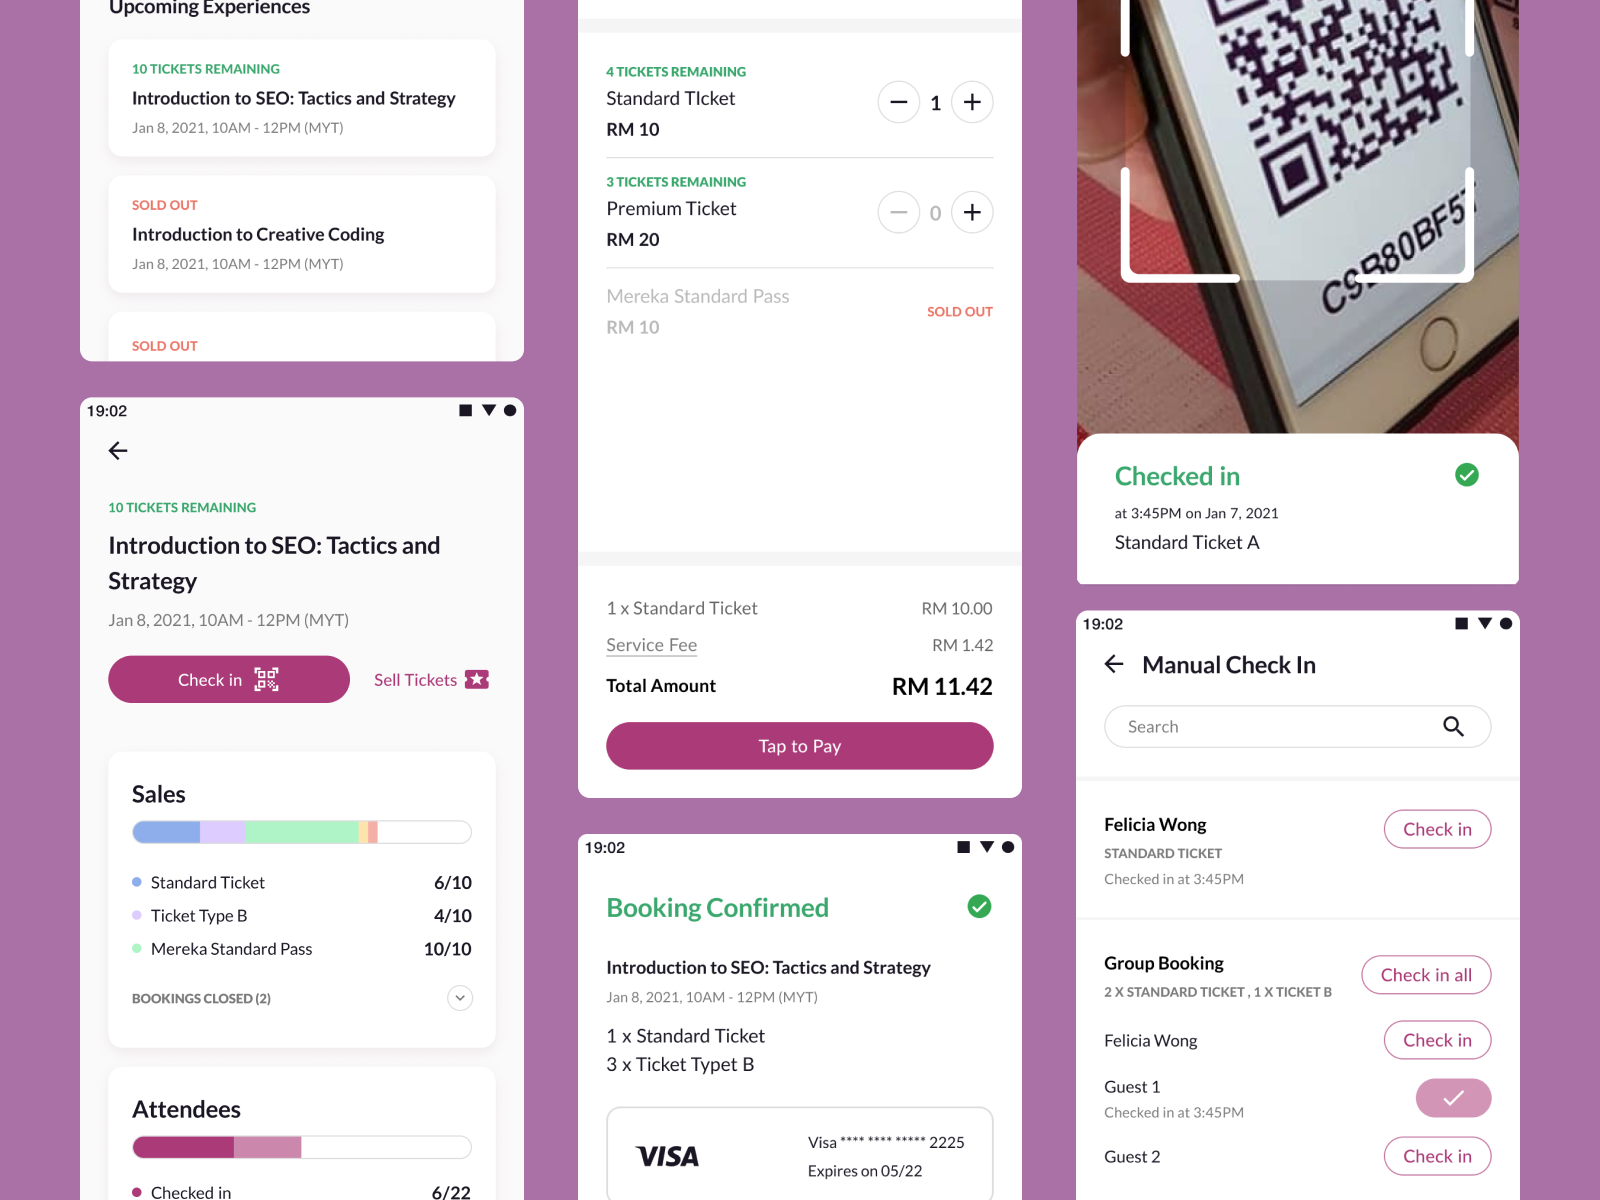 Upcoming Experiences
10 TICKETS REMAINING
Introduction to SEO: Tactics and Strategy
Jan 8, 2021, 10AM - 12PM (MYT)
SOLD OUT
Introduction to Creative Coding
Jan 8, 2021, 10AM - 12PM (MYT)
SOLD OUT
19:02
10 TICKETS REMAINING
Introduction to SEO: Tactics and
Strategy
Jan 8, 2021, 10AM - 12PM (MYT)
Check in
Sell Tickets
Sales
Standard Ticket 6/10
Ticket Type B 4/10
Mereka Standard Pass 10/10
BOOKINGS CLOSED (2)
Attendees
Checked in 6/22
4 TICKETS REMAINING
Standard TIcket
RM 10
1
3 TICKETS REMAINING
Premium Ticket
RM 20
0
Mereka Standard Pass
RM 10
SOLD OUT
1 x Standard Ticket RM 10.00
Service Fee RM 1.42
Total Amount RM 11.42
Tap to Pay
19:02
Booking Confirmed
Introduction to SEO: Tactics and Strategy
Jan 8, 2021, 10AM - 12PM (MYT)
1 x Standard Ticket
3 x Ticket Typet B
VISA
Visa **** **** ***** 2225
Expires on 05/22
C9B80BF57
Checked in
at 3:45PM on Jan 7, 2021
Standard Ticket A
19:02
Manual Check In
Search
Felicia Wong
STANDARD TICKET
Checked in at 3:45PM
Check in
Group Booking
2 X STANDARD TICKET , 1 X TICKET B
Check in all
Felicia Wong
Check in
Guest 1
Checked in at 3:45PM
Guest 2
Check in